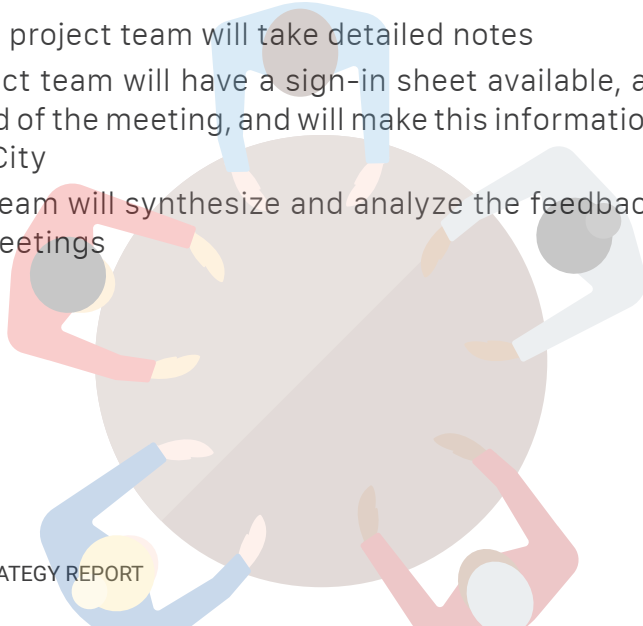 project team will take detailed notes
ct team will have a sign-in sheet available, a
d of the meeting, and will make this informatio
City
eam will synthesize and analyze the feedbac
eetings
ATEGY REPORT